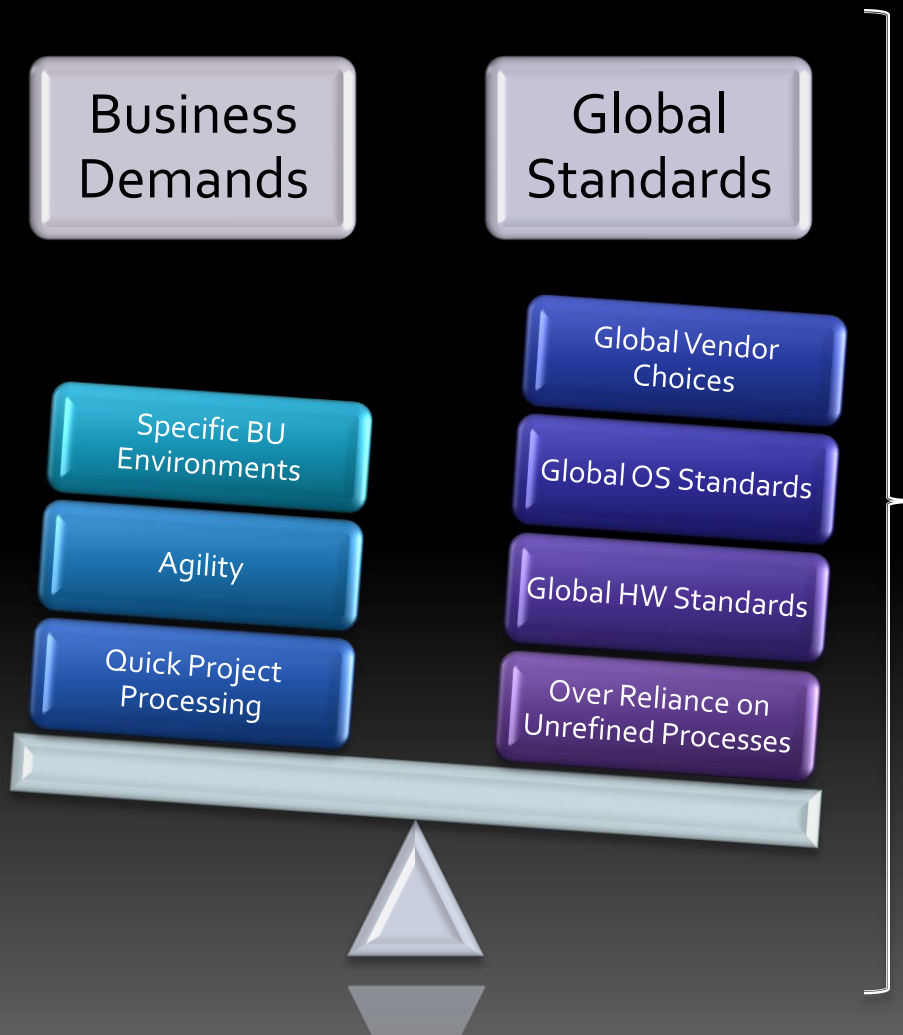 Business
Demands
Global
Standards
Specific BU
Environments
Agility
Quick Project
Processing
Global Vendor
Choices
Global OS Standards
Global HW Standards
Over Reliance on
Unrefined Processes